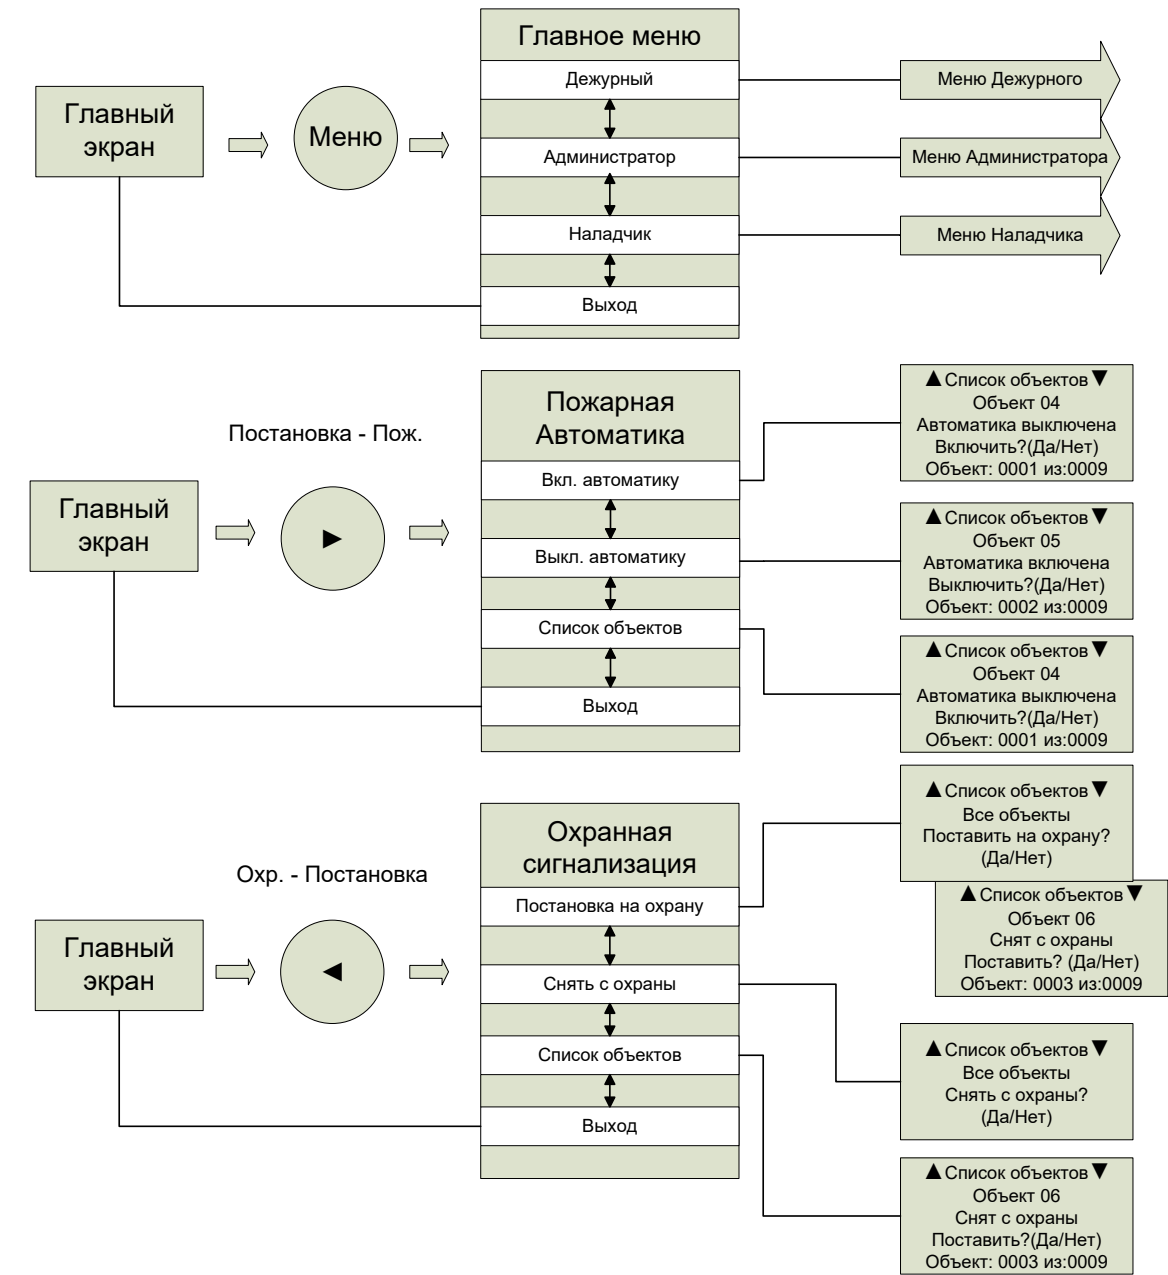 Главное меню
Дежурный
Меню Дежурного
Главный
экран
Меню
Администратор
Меню Администратора
Наладчик
Меню Наладчика
Выход
Постановка - Пож.
Главный
экран
►
Пожарная
Автоматика
Вкл. автоматику
Выкл. автоматику
Список объектов
Выход
▲Список объектов▼
Объект 04
Автоматика выключена
Включить?(Да/Нет)
Объект: 0001 из:0009
▲Список объектов▼
Объект 05
Автоматика включена
Выключить?(Да/Нет)
Объект: 0002 из:0009
▲Список объектов▼
Объект 04
Автоматика выключена
Включить?(Да/Нет)
Объект: 0001 из:0009
Охр. - Постановка
Главный
экран
◄
Охранная
сигнализация
Постановка на охрану
Снять с охраны
Список объектов
Выход
▲Список объектов▼
Все объекты
Поставить на охрану?
(Да/Нет)
▲Список объектов▼
Объект 06
Снят с охраны
Поставить? (Да/Нет)
Объект: 0003 из:0009
▲Список объектов▼
Все объекты
Снять с охраны?
(Да/Нет)
▲Список объектов▼
Объект 06
Снят с охраны
Поставить?(Да/Нет)
Объект: 0003 из:0009